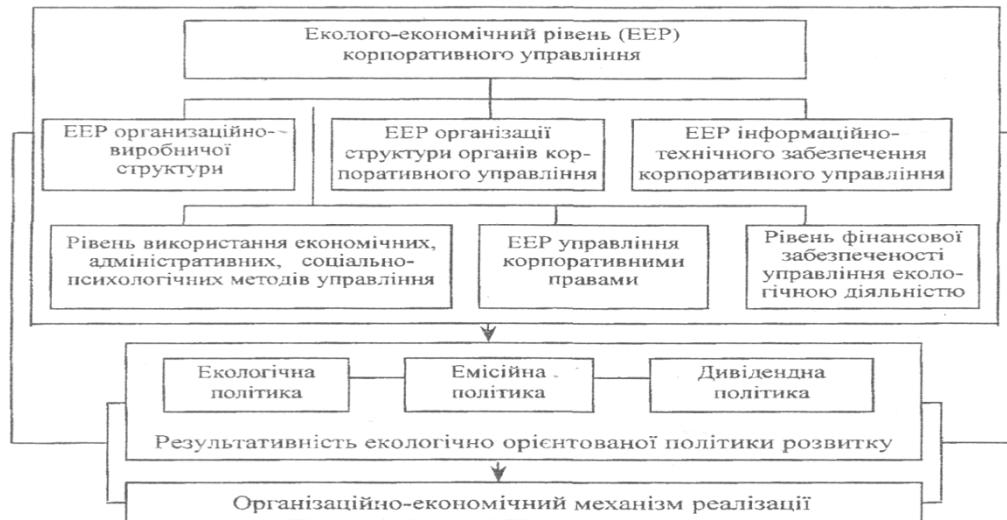 Еколого-економічний рівень (ЕЕР)
корпоративного управління
ЕЕР организаційно-
виробничої
структури
ЕЕР організації
структури органів кор-
поративного управління
ЕЕР інформаційно-
технічного забезпечення
корпоративного управління
Рівень використання економічних,
адміністративних, соціально-
психологічних методів управління
ЕЕР управління
корпоративними
правами
Рівень фінансової
забезпеченості
управління еколо-
гічною діяльністю
Екологічна
політика
Емісійна
політика
Дивідендна
політика
Результативність екологічно орієнтованої політики розвитку
Організаційно-економічний механізм реалізації